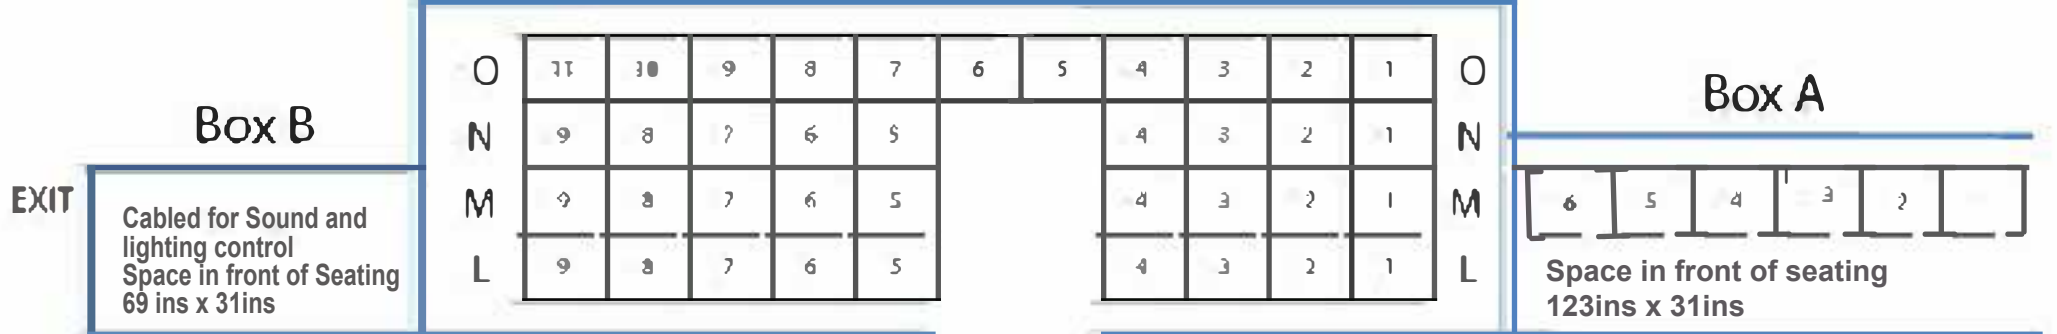 Box B
EXIT
Cabled for Sound and
lighting control
Space in front of Seating
69 ins x 31ins
O 11 10 9 8 7 6 5 4 3 2 1 O
N 9 8 7 6 5 4 3 2 1 N
M 9 8 7 6 5 4 3 2 1 M
L 9 8 7 6 5 4 3 2 1 L
Box A
6 5 4 3 2
Space in front of seating
123ins x 31ins